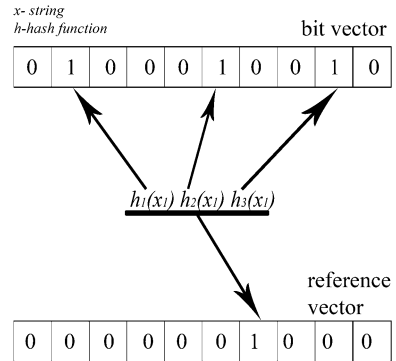 x- string
h-hash function
bit vector
0 1 0 0 0 1 0 0 1 0
h1(x1) h2(x1) h3(x1)
reference
vector
0 0 0 0 0 0 1 0 0 0